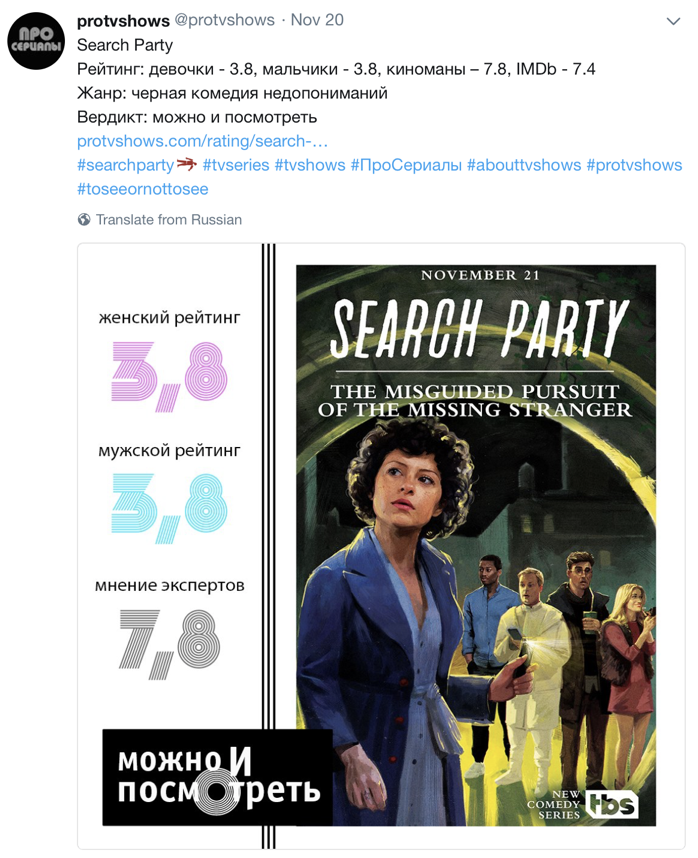 ПРО
СЕРИАЛЫ
protvshows @protvshows · Nov 20
Search Party
Рейтинг: девочки - 3.8, мальчики - 3.8, киноманы – 7.8, IMDb - 7.4
Жанр: черная комедия недопониманий
Вердикт: можно и посмотреть
protvshows.com/rating/search-…
#searchparty #tvseries #tvshows #ПроСериалы #abouttvshows #protvshows
#toseeornottosee
Translate from Russian
женский рейтинг
3,8
мужской рейтинг
3,8
мнение экспертов
7,8
можно И
посмотреть
NOVEMBER 21
SEARCH PARTY
THE MISGUIDED PURSUIT
OF THE MISSING STRANGER
NEW
COMEDY
SERIES
tbs